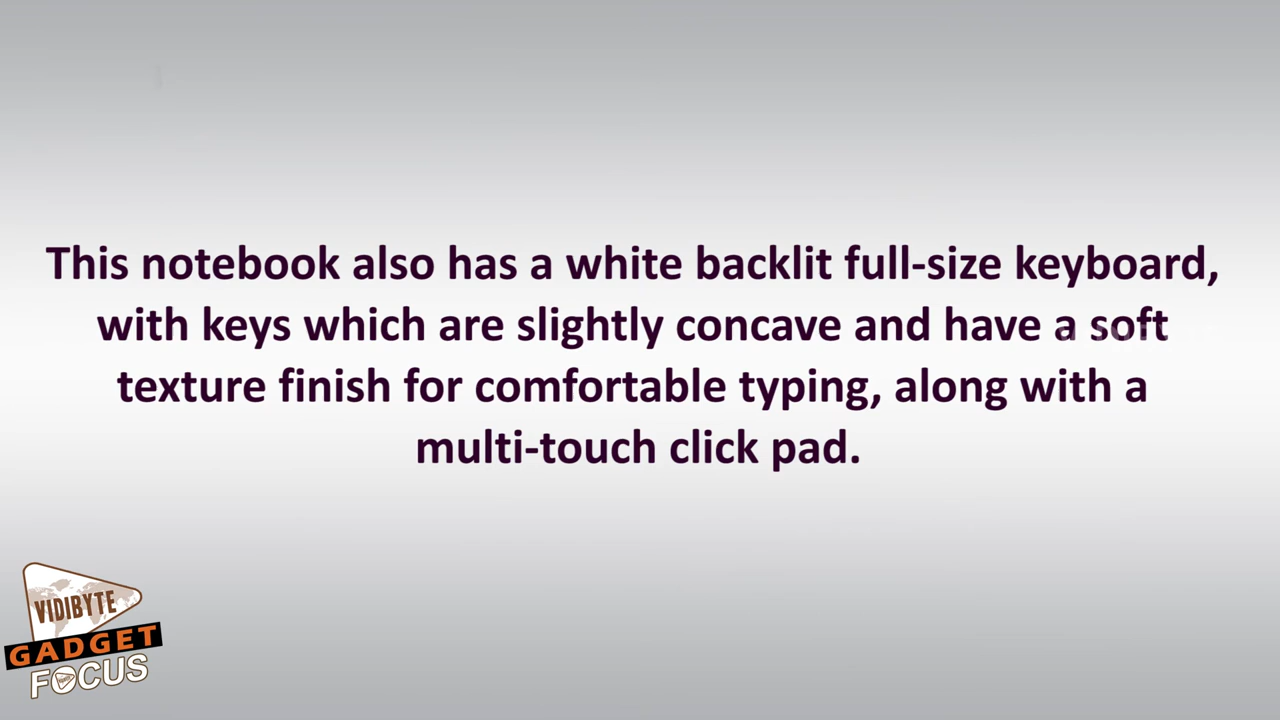 This notebook also has a white backlit full-size keyboard,
with keys which are slightly concave and have a soft
texture finish for comfortable typing, along with a
multi-touch click pad.
VIDIBYTE
GADGET
FOCUS